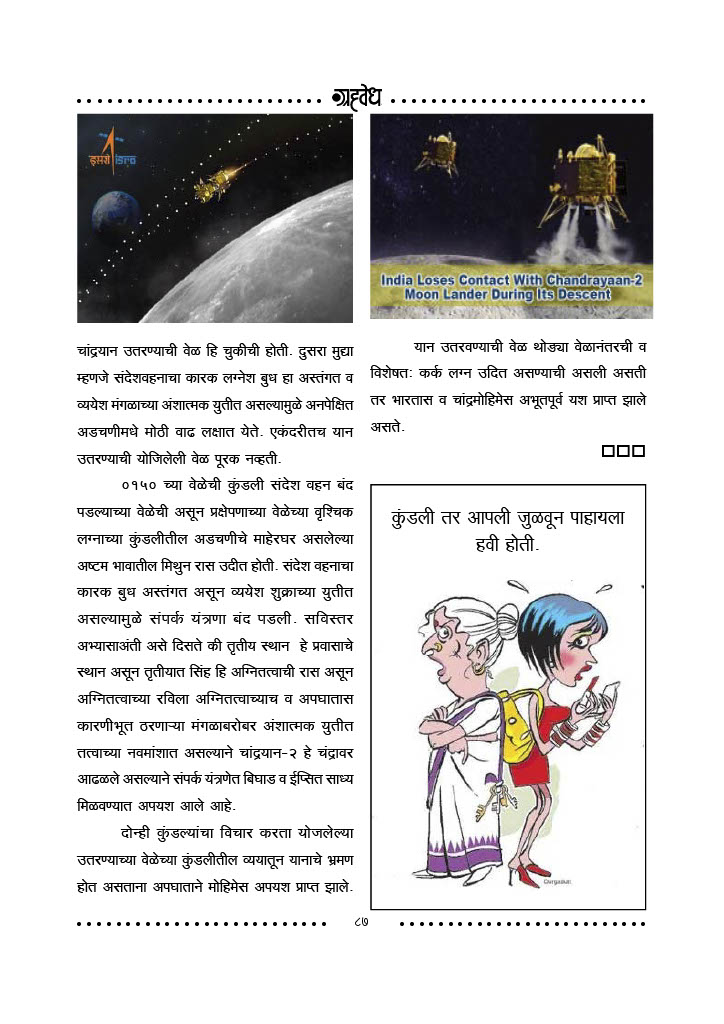 ग्रहवेध
इसरो isro
चांद्रयान उतरण्याची वेळ हि चुकीची होती. दुसरा मुद्या
म्हणजे संदेशवहनाचा कारक लग्नेश बुध हा अस्तंगत व
व्ययेश मंगळाच्या अंशात्मक युतीत असल्यामुळे अनपेक्षित
अडचणीमधे मोठी वाढ लक्षात येते. एकंदरीतच यान
उतरण्याची योजिलेली वेळ पूरक नव्हती.
०१५० च्या वेळेची कुंडली संदेश वहन बंद
पडल्याच्या वेळेची असून प्रक्षेपणाच्या वेळेच्या वृश्चिक
लग्नाच्या कुंडलीतील अडचणीचे माहेरघर असलेल्या
अष्टम भावातील मिथुन रास उदीत होती. संदेश वहनाचा
कारक बुध अस्तंगत असून व्ययेश शुक्राच्या युतीत
असल्यामुळे संपर्क यंत्रणा बंद पडली. सविस्तर
अभ्यासाअंती असे दिसते की तृतीय स्थान हे प्रवासाचे
स्थान असून तृतीयात सिंह हि अग्नितत्वाची रास असून
अग्नितत्वाच्या रविला अग्नितत्वाच्याच व अपघातास
कारणीभूत ठरणाऱ्या मंगळाबरोबर अंशात्मक युतीत
तत्वाच्या नवमांशात असल्याने चांद्रयान-२ हे चंद्रावर
आढळले असल्याने संपर्क यंत्रणेत बिघाड व ईप्सित साध्य
मिळवण्यात अपयश आले आहे.
दोन्ही कुंडल्यांचा विचार करता योजलेल्या
उतरण्याच्या वेळेच्या कुंडलीतील व्ययातून यानाचे भ्रमण
होत असताना अपघाताने मोहिमेस अपयश प्राप्त झाले.
India Loses Contact With Chandrayaan-2
Moon Lander During Its Descent
यान उतरवण्याची वेळ थोड्या वेळानंतरची व
विशेषत: कर्क लग्न उदित असण्याची असली असती
तर भारतास व चांद्रमोहिमेस अभूतपूर्व यश प्राप्त झाले
असते.
कुंडली तर आपली जुळवून पाहायला
हवी होती.
८७